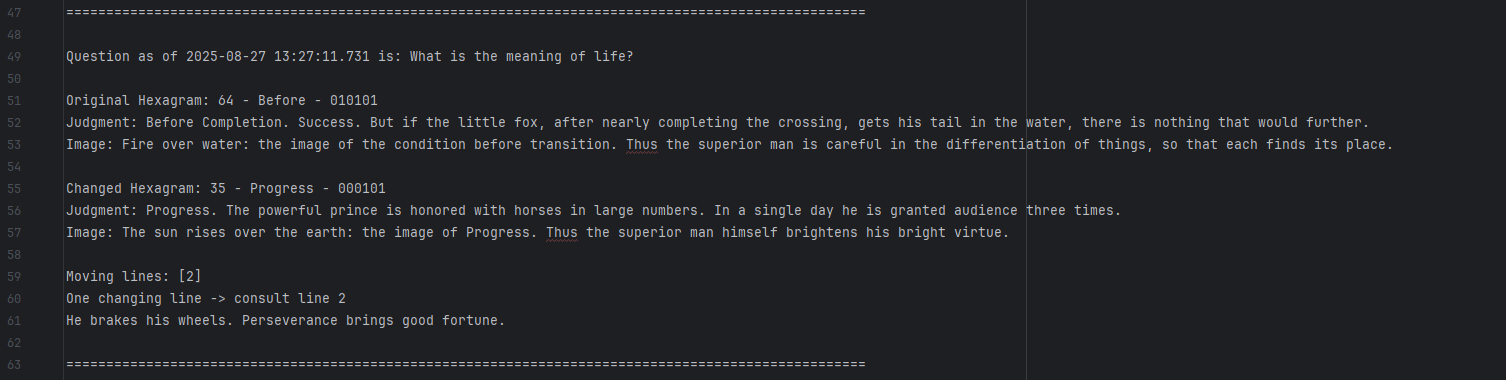 47 ====================================================================================================
48
49 Question as of 2025-08-27 13:27:11.731 is: What is the meaning of life?
50
51 Original Hexagram: 64 - Before - 010101
52 Judgment: Before Completion. Success. But if the little fox, after nearly completing the crossing, gets his tail in the water, there is nothing that would further.
53 Image: Fire over water: the image of the condition before transition. Thus the superior man is careful in the differentiation of things, so that each finds its place.
54
55 Changed Hexagram: 35 - Progress - 000101
56 Judgment: Progress. The powerful prince is honored with horses in large numbers. In a single day he is granted audience three times.
57 Image: The sun rises over the earth: the image of Progress. Thus the superior man himself brightens his bright virtue.
58
59 Moving lines: [2]
60 One changing line -> consult line 2
61 He brakes his wheels. Perseverance brings good fortune.
62
63 ====================================================================================================